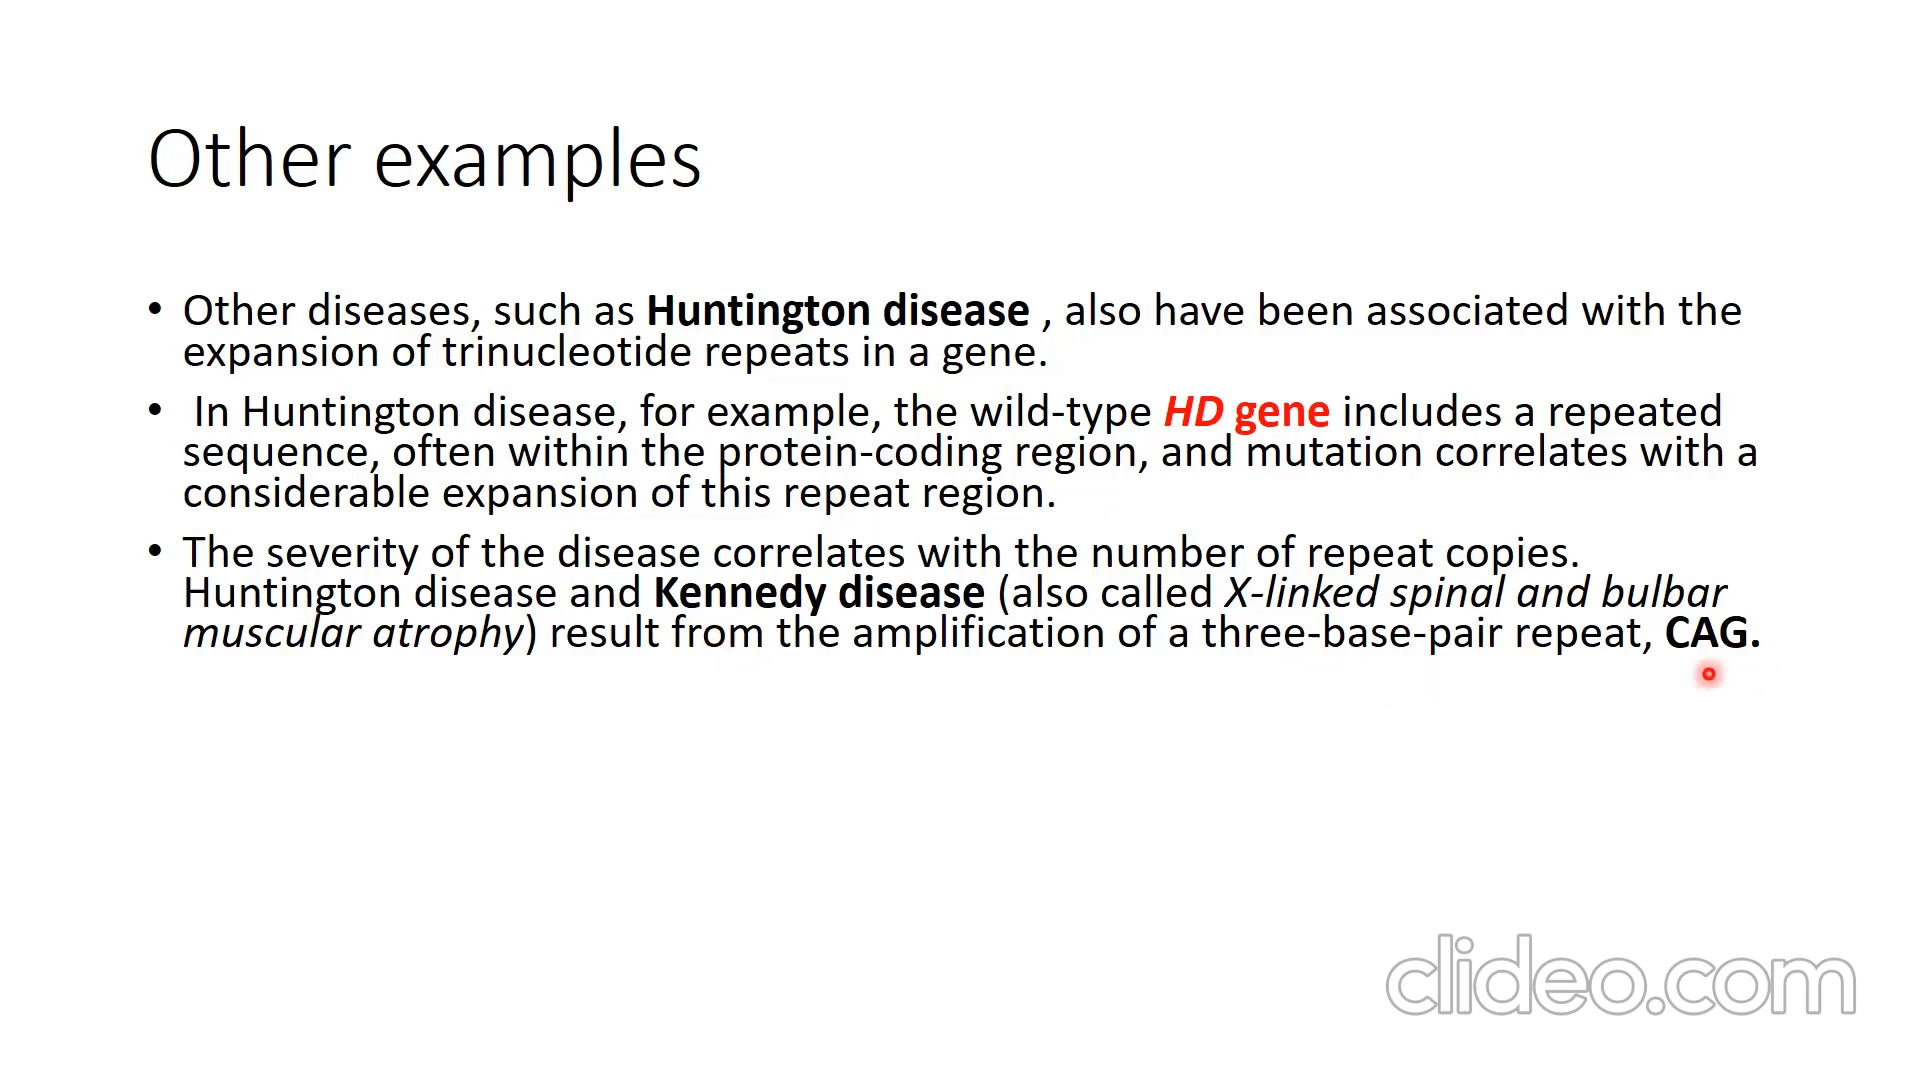 Other examples
• Other diseases, such as Huntington disease , also have been associated with the
expansion of trinucleotide repeats in a gene.
• In Huntington disease, for example, the wild-type HD gene includes a repeated
sequence, often within the protein-coding region, and mutation correlates with a
considerable expansion of this repeat region.
• The severity of the disease correlates with the number of repeat copies.
Huntington disease and Kennedy disease (also called X-linked spinal and bulbar
muscular atrophy) result from the amplification of a three-base-pair repeat, CAG.
clideo.com